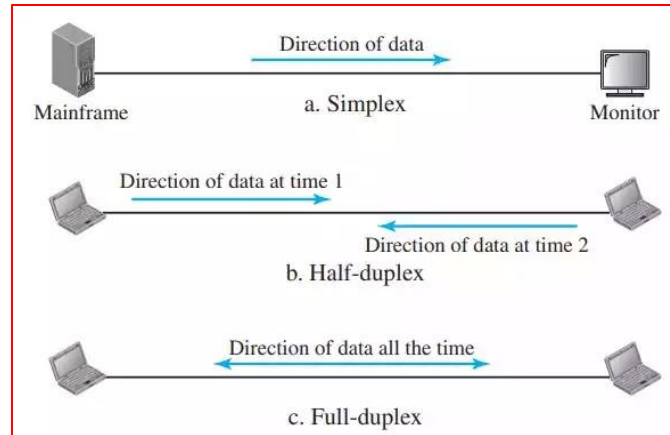 Direction of data
Mainframe
a. Simplex
Monitor
Direction of data at time 1
Direction of data at time 2
b. Half-duplex
Direction of data all the time
c. Full-duplex